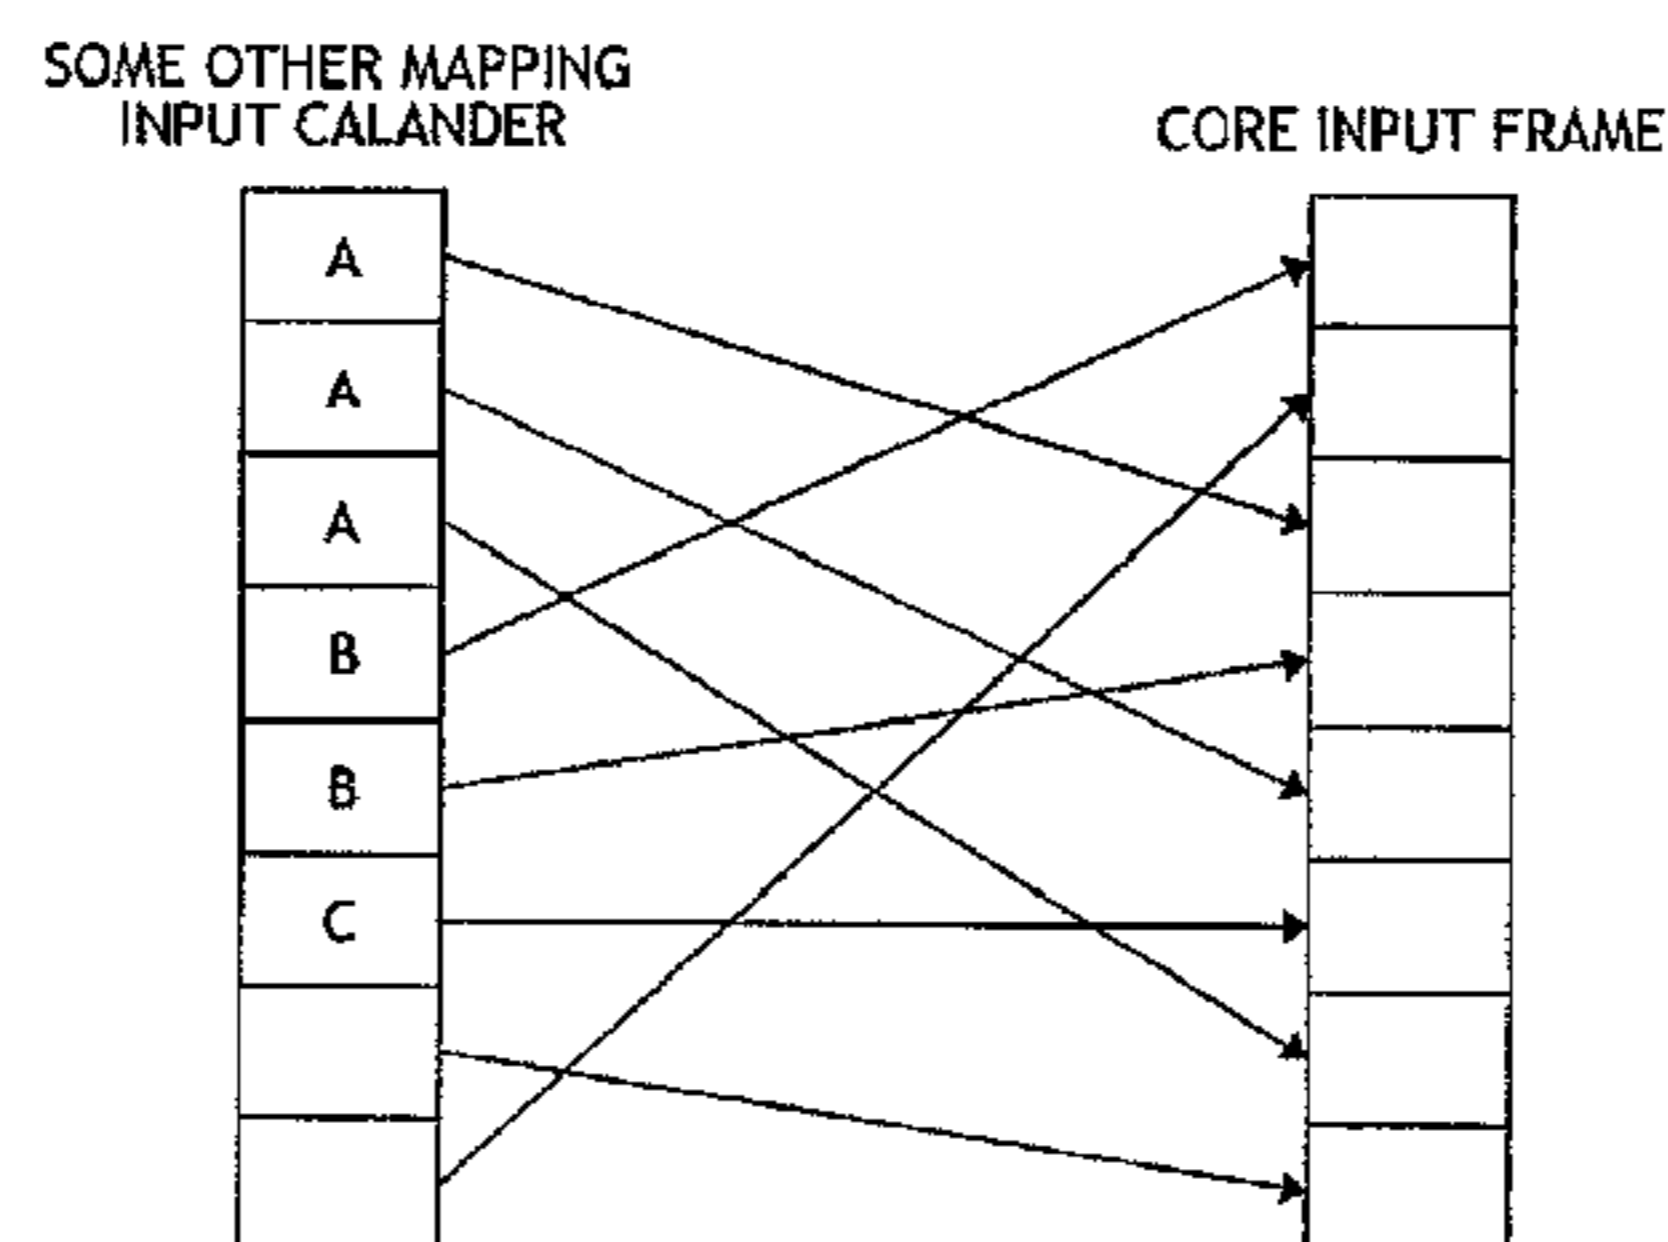 SOME OTHER MAPPING
INPUT CALANDER
CORE INPUT FRAME
A
A
A
B
B
C